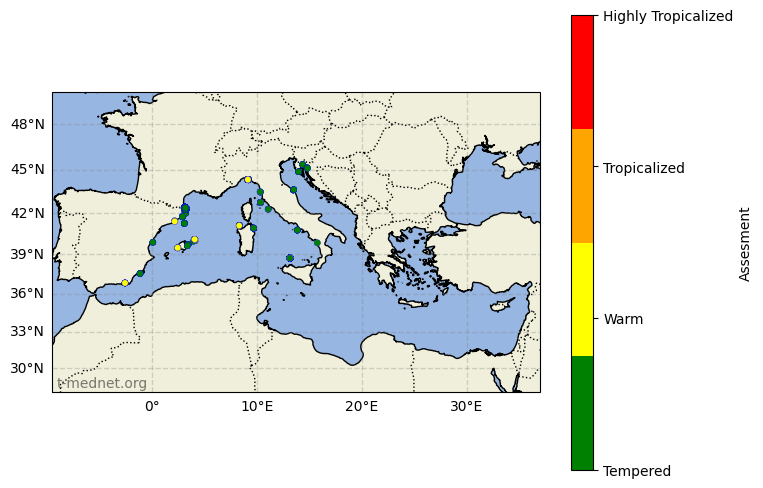 Highly Tropicalized
Tropicalized
Warm
Tempered
Assesment
48°N
45°N
42°N
39°N
36°N
33°N
30°N
0°
10°E
20°E
30°E
t-mednet.org